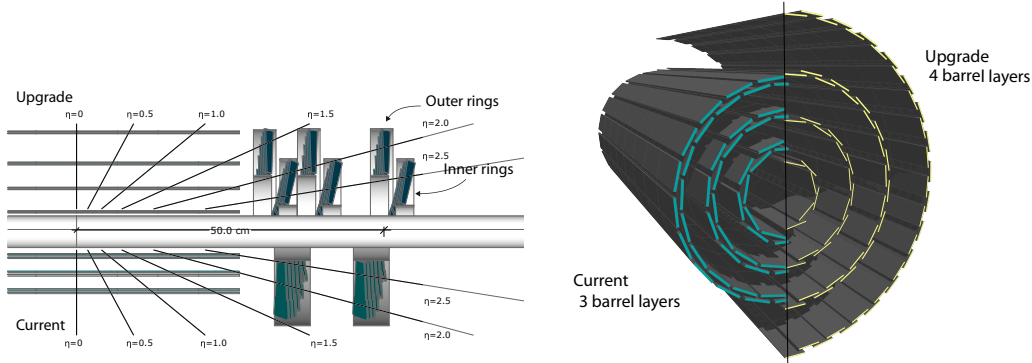 Upgrade
η=0
η=0.5
η=1.0
η=1.5
Outer rings
η=2.0
η=2.5
Inner rings
50.0 cm
η=2.5
Current
η=0
η=0.5
η=1.0
η=1.5
η=2.0
Upgrade
4 barrel layers
Current
3 barrel layers